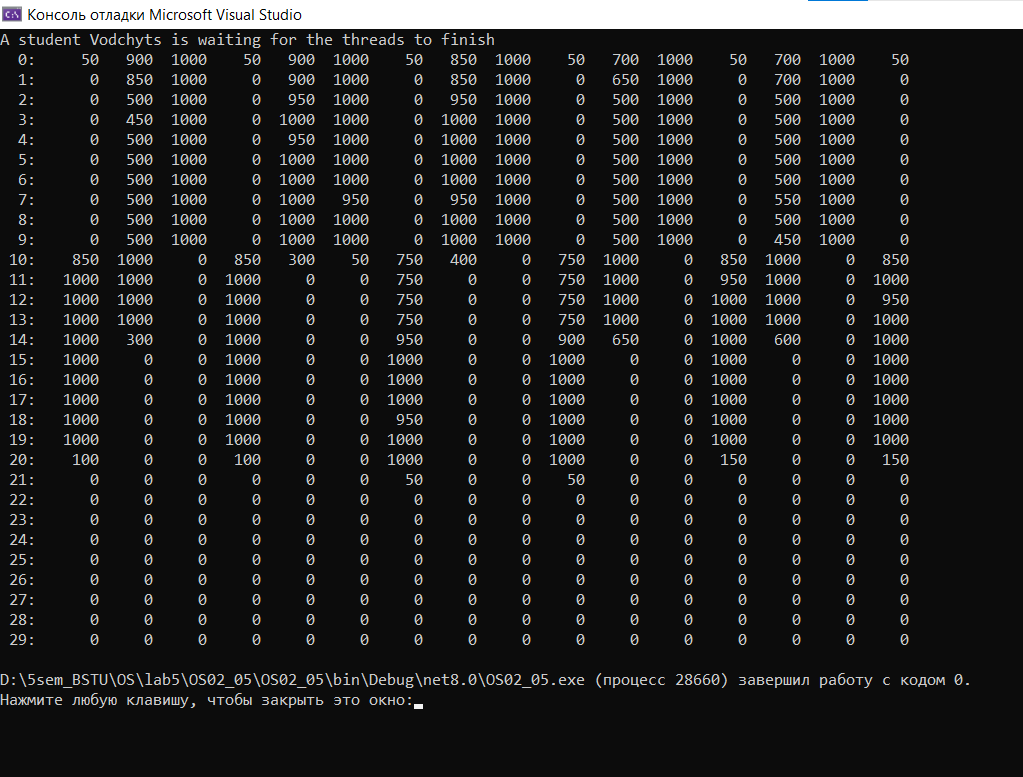 Консоль отладки Microsoft Visual Studio
A student Vodchyts is waiting for the threads to finish
0: 50 900 1000 50 900 1000 50 850 1000 50 700 1000 50 700 1000 50
1: 0 850 1000 0 900 1000 0 850 1000 0 650 1000 0 700 1000 0
2: 0 500 1000 0 950 1000 0 950 1000 0 500 1000 0 500 1000 0
3: 0 450 1000 0 1000 1000 0 1000 1000 0 500 1000 0 500 1000 0
4: 0 500 1000 0 950 1000 0 1000 1000 0 500 1000 0 500 1000 0
5: 0 500 1000 0 1000 1000 0 1000 1000 0 500 1000 0 500 1000 0
6: 0 500 1000 0 1000 1000 0 1000 1000 0 500 1000 0 500 1000 0
7: 0 500 1000 0 1000 950 0 950 1000 0 500 1000 0 550 1000 0
8: 0 500 1000 0 1000 1000 0 1000 1000 0 500 1000 0 500 1000 0
9: 0 500 1000 0 1000 1000 0 1000 1000 0 500 1000 0 450 1000 0
10: 850 1000 0 850 300 50 750 400 0 750 1000 0 850 1000 0 850
11: 1000 1000 0 1000 0 0 750 0 0 750 1000 0 950 1000 0 1000
12: 1000 1000 0 1000 0 0 750 0 0 750 1000 0 1000 1000 0 950
13: 1000 1000 0 1000 0 0 750 0 0 750 1000 0 1000 1000 0 1000
14: 1000 300 0 1000 0 0 950 0 0 900 650 0 1000 600 0 1000
15: 1000 0 0 1000 0 0 1000 0 0 1000 0 0 1000 0 0 1000
16: 1000 0 0 1000 0 0 1000 0 0 1000 0 0 1000 0 0 1000
17: 1000 0 0 1000 0 0 1000 0 0 1000 0 0 1000 0 0 1000
18: 1000 0 0 1000 0 0 950 0 0 1000 0 0 1000 0 0 1000
19: 1000 0 0 1000 0 0 1000 0 0 1000 0 0 1000 0 0 1000
20: 100 0 0 100 0 0 1000 0 0 1000 0 0 150 0 0 150
21: 0 0 0 0 0 0 50 0 0 50 0 0 0 0 0 0
22: 0 0 0 0 0 0 0 0 0 0 0 0 0 0 0 0
23: 0 0 0 0 0 0 0 0 0 0 0 0 0 0 0 0
24: 0 0 0 0 0 0 0 0 0 0 0 0 0 0 0 0
25: 0 0 0 0 0 0 0 0 0 0 0 0 0 0 0 0
26: 0 0 0 0 0 0 0 0 0 0 0 0 0 0 0 0
27: 0 0 0 0 0 0 0 0 0 0 0 0 0 0 0 0
28: 0 0 0 0 0 0 0 0 0 0 0 0 0 0 0 0
29: 0 0 0 0 0 0 0 0 0 0 0 0 0 0 0 0
D:\5sem_BSTU\OS\lab5\OS02_05\OS02_05\bin\Debug\net8.0\OS02_05.exe (процесс 28660) завершил работу с кодом 0.
Нажмите любую клавишу, чтобы закрыть это окно: